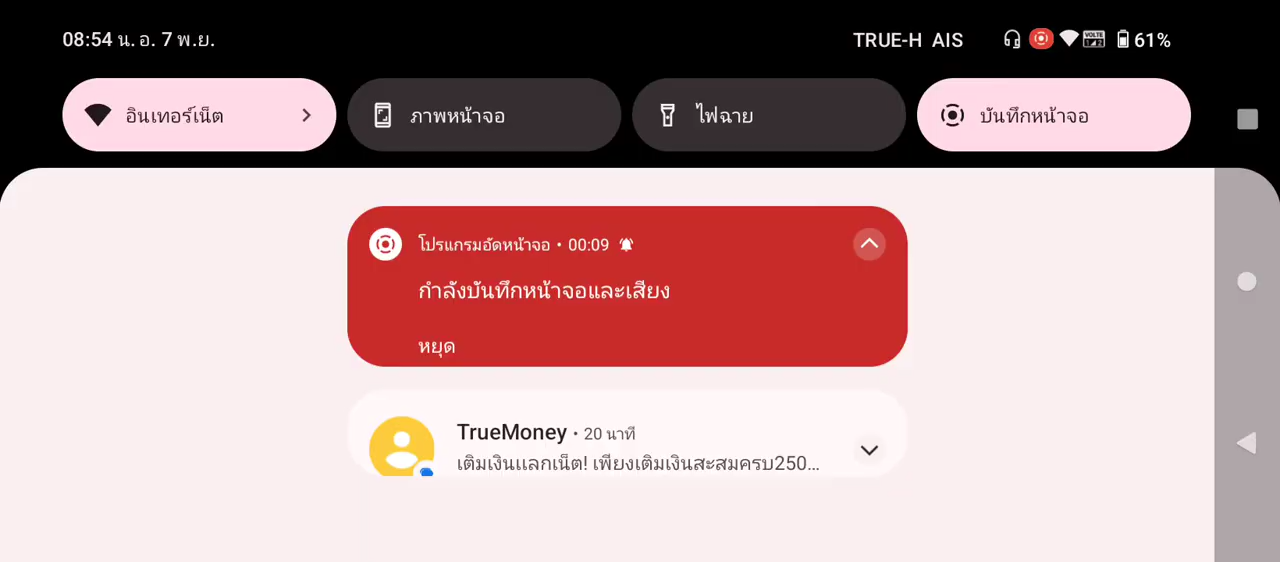 08:54 น. อ. 7 พ.ย. TRUE-H AIS VOLTE 1 2 61%
อินเทอร์เน็ต ภาพหน้าจอ ไฟฉาย บันทึกหน้าจอ
โปรแกรมอัดหน้าจอ • 00:09
กำลังบันทึกหน้าจอและเสียง
หยุด
TrueMoney • 20 นาที
เติมเงินแลกเน็ต! เพียงเติมเงินสะสมครบ250...